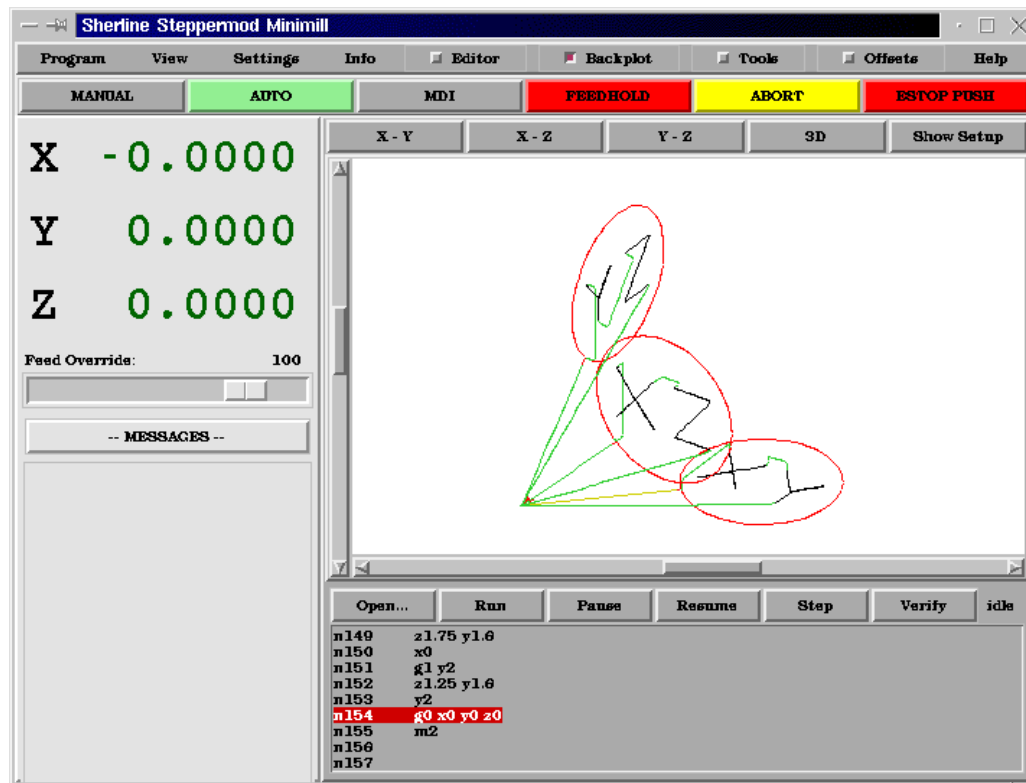 Sherline Steppermod Minimill
Program View Settings Info Editor Backplot Tools Offsets Help
MANUAL AUTO MDI FEEDHOLD ABORT ESTOP PUSH
X - Y X - Z Y - Z 3D Show Setup
X -0.0000
Y 0.0000
Z 0.0000
Feed Override: 100
-- MESSAGES --
Y Z
X Z
X Y
Open... Run Pause Resume Step Verify idle
n149 z1.75 y1.6
n150 x0
n151 g1 y2
n152 z1.25 y1.6
n153 y2
n154 g0 x0 y0 z0
n155 m2
n156
n157